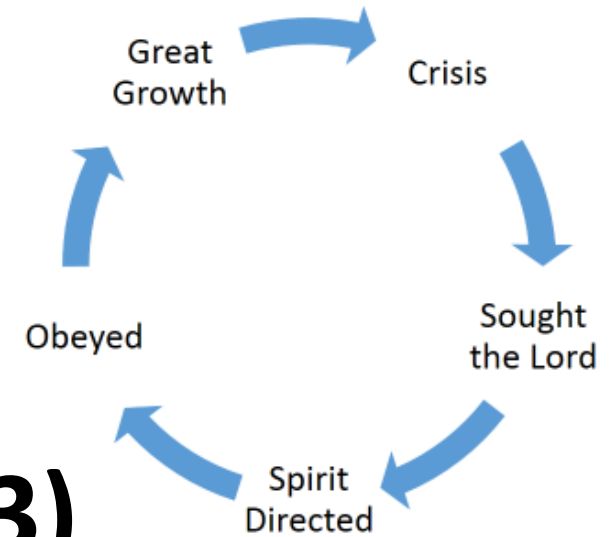 Great
Growth
Crisis
Sought
the Lord
Obeyed
Spirit
Directed
3)